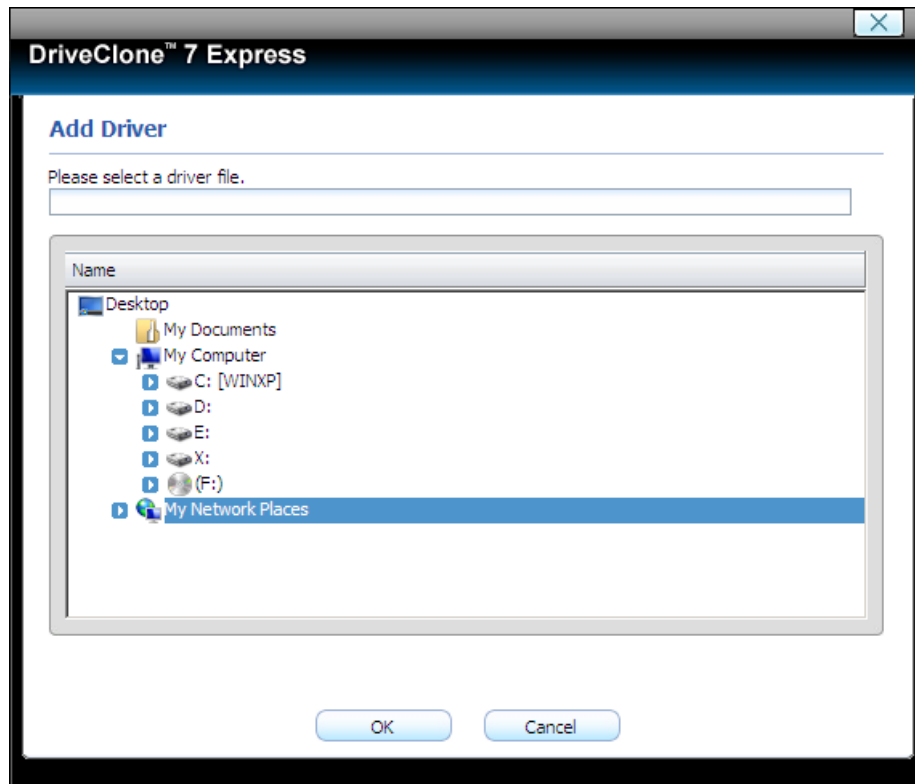 DriveClone™ 7 Express
Add Driver
Please select a driver file.
Name
Desktop
My Documents
My Computer
C: [WINXP]
D:
E:
X:
(F:)
My Network Places
OK
Cancel